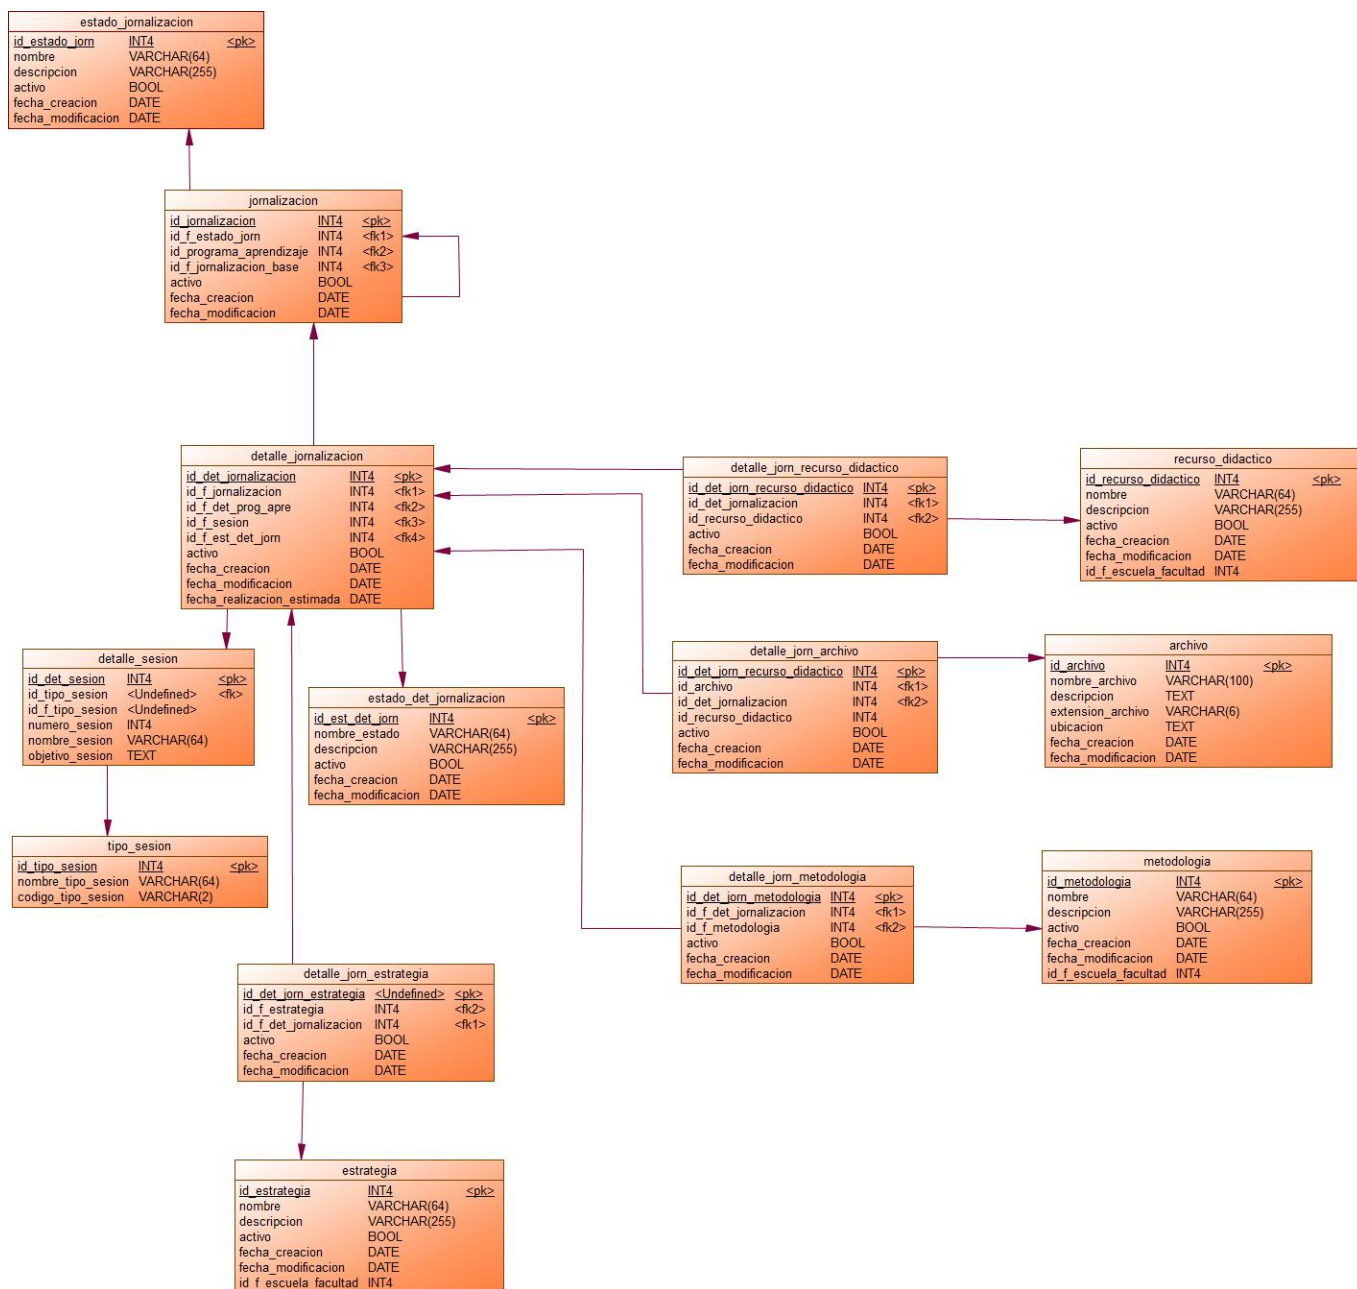 estado_jornalizacion
id_estado_jorn INT4 <pk>
nombre VARCHAR(64)
descripcion VARCHAR(255)
activo BOOL
fecha_creacion DATE
fecha_modificacion DATE
jornalizacion
id_jornalizacion INT4 <pk>
id_f_estado_jorn INT4 <fk1>
id_programa_aprendizaje INT4 <fk2>
id_f_jornalizacion_base INT4 <fk3>
activo BOOL
fecha_creacion DATE
fecha_modificacion DATE
detalle_jornalizacion
id_det_jornalizacion INT4 <pk>
id_f_jornalizacion INT4 <fk1>
id_f_det_prog_apre INT4 <fk2>
id_f_sesion INT4 <fk3>
id_f_est_det_jorn INT4 <fk4>
activo BOOL
fecha_creacion DATE
fecha_modificacion DATE
fecha_realizacion_estimada DATE
detalle_jorn_recurso_didactico
id_det_jorn_recurso_didactico INT4 <pk>
id_det_jornalizacion INT4 <fk1>
id_recurso_didactico INT4 <fk2>
activo BOOL
fecha_creacion DATE
fecha_modificacion DATE
recurso_didactico
id_recurso_didactico INT4 <pk>
nombre VARCHAR(64)
descripcion VARCHAR(255)
activo BOOL
fecha_creacion DATE
fecha_modificacion DATE
id_f_escuela_facultad INT4
detalle_sesion
id_det_sesion INT4 <pk>
id_tipo_sesion <Undefined> <fk>
id_f_tipo_sesion <Undefined>
numero_sesion INT4
nombre_sesion VARCHAR(64)
objetivo_sesion TEXT
estado_det_jornalizacion
id_est_det_jorn INT4 <pk>
nombre_estado VARCHAR(64)
descripcion VARCHAR(255)
activo BOOL
fecha_creacion DATE
fecha_modificacion DATE
detalle_jorn_archivo
id_det_jorn_recurso_didactico INT4 <pk>
id_archivo INT4 <fk1>
id_det_jornalizacion INT4 <fk2>
id_recurso_didactico INT4
activo BOOL
fecha_creacion DATE
fecha_modificacion DATE
archivo
id_archivo INT4 <pk>
nombre_archivo VARCHAR(100)
descripcion TEXT
extension_archivo VARCHAR(6)
ubicacion TEXT
fecha_creacion DATE
fecha_modificacion DATE
tipo_sesion
id_tipo_sesion INT4 <pk>
nombre_tipo_sesion VARCHAR(64)
codigo_tipo_sesion VARCHAR(2)
detalle_jorn_metodologia
id_det_jorn_metodologia INT4 <pk>
id_f_det_jornalizacion INT4 <fk1>
id_f_metodologia INT4 <fk2>
activo BOOL
fecha_creacion DATE
fecha_modificacion DATE
metodologia
id_metodologia INT4 <pk>
nombre VARCHAR(64)
descripcion VARCHAR(255)
activo BOOL
fecha_creacion DATE
fecha_modificacion DATE
id_f_escuela_facultad INT4
detalle_jorn_estrategia
id_det_jorn_estrategia <Undefined> <pk>
id_f_estrategia INT4 <fk2>
id_f_det_jornalizacion INT4 <fk1>
activo BOOL
fecha_creacion DATE
fecha_modificacion DATE
estrategia
id_estrategia INT4 <pk>
nombre VARCHAR(64)
descripcion VARCHAR(255)
activo BOOL
fecha_creacion DATE
fecha_modificacion DATE
id_f_escuela_facultad INT4